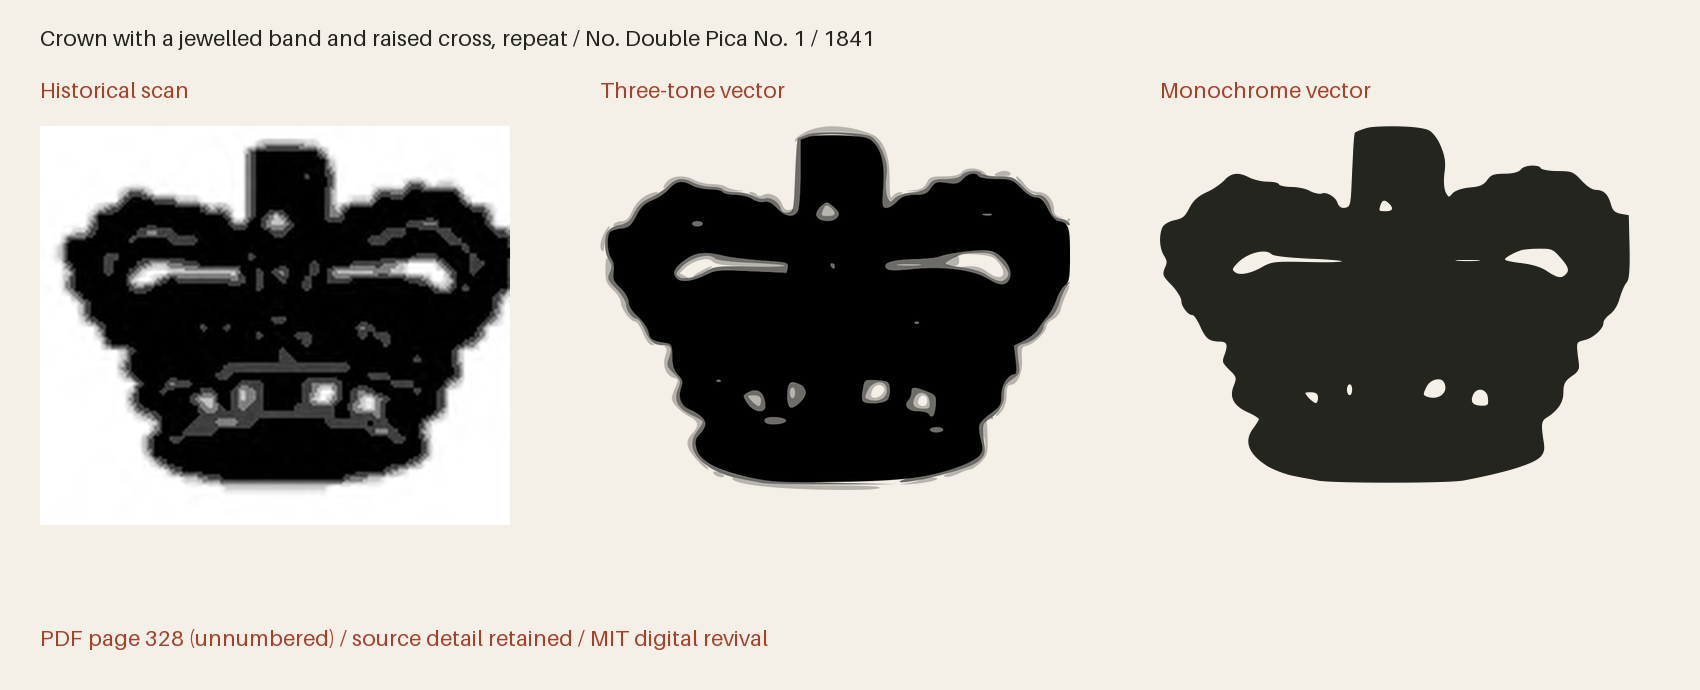 Crown with a jewelled band and raised cross, repeat / No. Double Pica No. 1 / 1841
Historical scan
Three-tone vector
Monochrome vector
PDF page 328 (unnumbered) / source detail retained / MIT digital revival